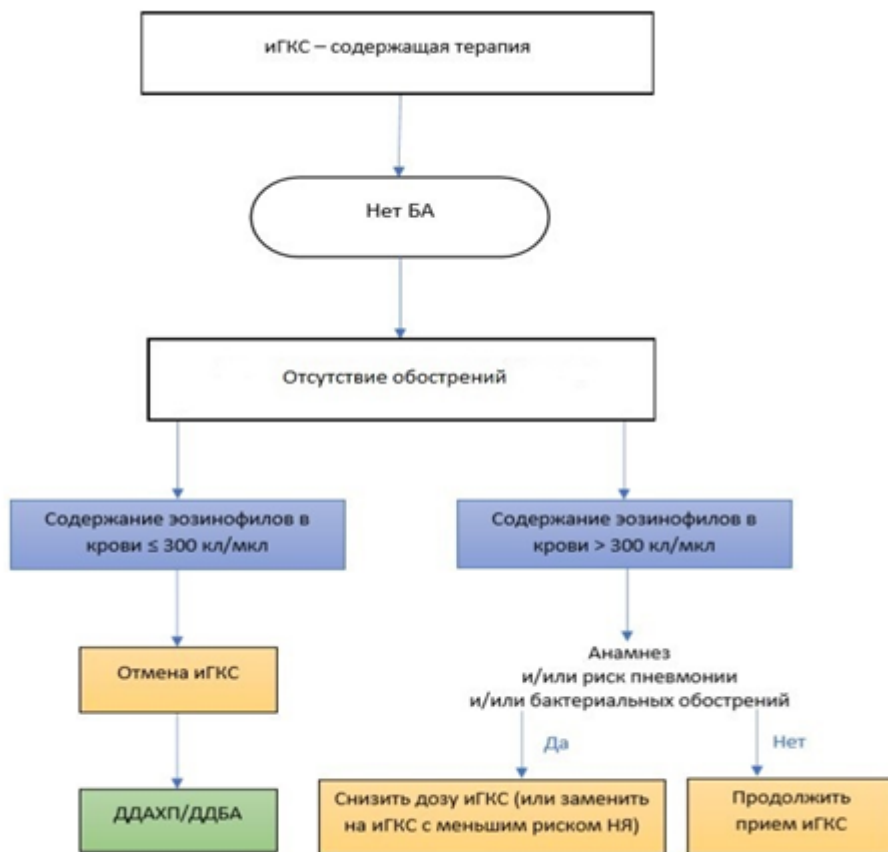 иГКС – содержащая терапия
Нет БА
Отсутствие обострений
Содержание эозинофилов в
крови ≤ 300 кл/мкл
Содержание эозинофилов в
крови > 300 кл/мкл
Отмена иГКС
Анамнез
и/или риск пневмонии
и/или бактериальных обострений
Да
Нет
ДДАХП/ДДБА
Снизить дозу иГКС (или заменить
на иГКС с меньшим риском НЯ)
Продолжить
прием иГКС